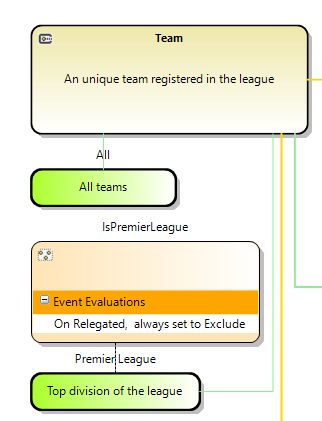 Team
An unique team registered in the league
All
All teams
IsPremierLeague
Event Evaluations
On Relegated,  always set to Exclude
Premier League
Top division of the league